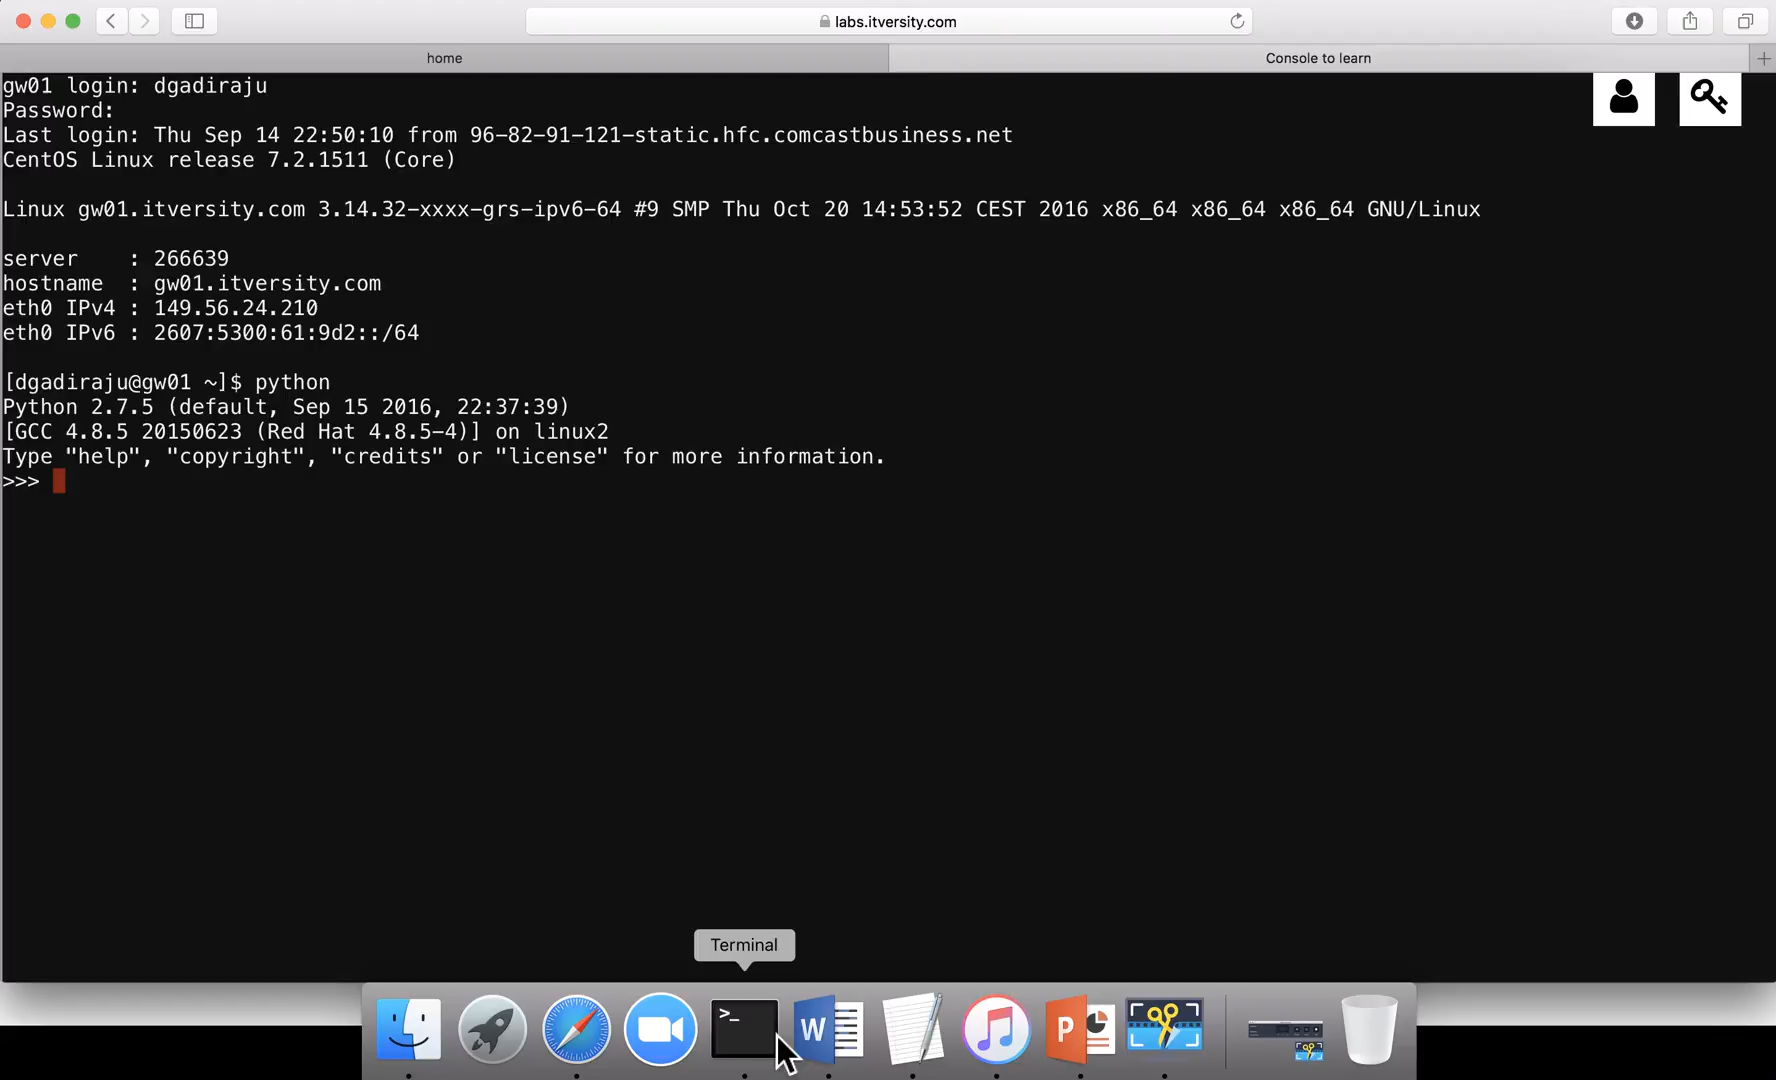 labs.itversity.com
home
Console to learn
gw01 login: dgadiraju
Password:
Last login: Thu Sep 14 22:50:10 from 96-82-91-121-static.hfc.comcastbusiness.net
CentOS Linux release 7.2.1511 (Core)
Linux gw01.itversity.com 3.14.32-xxxx-grs-ipv6-64 #9 SMP Thu Oct 20 14:53:52 CEST 2016 x86_64 x86_64 x86_64 GNU/Linux
server    : 266639
hostname  : gw01.itversity.com
eth0 IPv4 : 149.56.24.210
eth0 IPv6 : 2607:5300:61:9d2::/64
[dgadiraju@gw01 ~]$ python
Python 2.7.5 (default, Sep 15 2016, 22:37:39)
[GCC 4.8.5 20150623 (Red Hat 4.8.5-4)] on linux2
Type "help", "copyright", "credits" or "license" for more information.
>>>
Terminal
>_
W
P